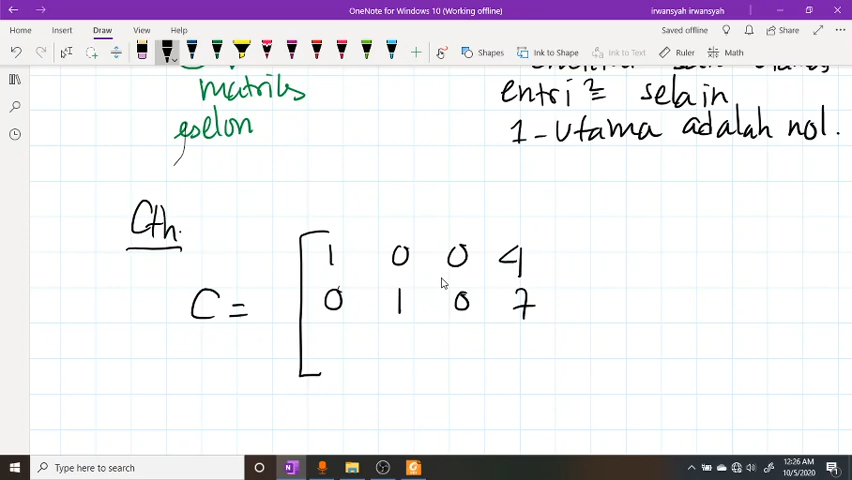 OneNote for Windows 10 (Working offline)
irwansyah irwansyah
Home Insert Draw View Help
Saved offline Share
Shapes Ink to Shape Ink to Text Ruler Math
matriks
entri² selain
eselon
1-utama adalah nol.
Cth.
1 0 0 4
C = 0 1 0 7
Type here to search
12:26 AM
10/5/2020